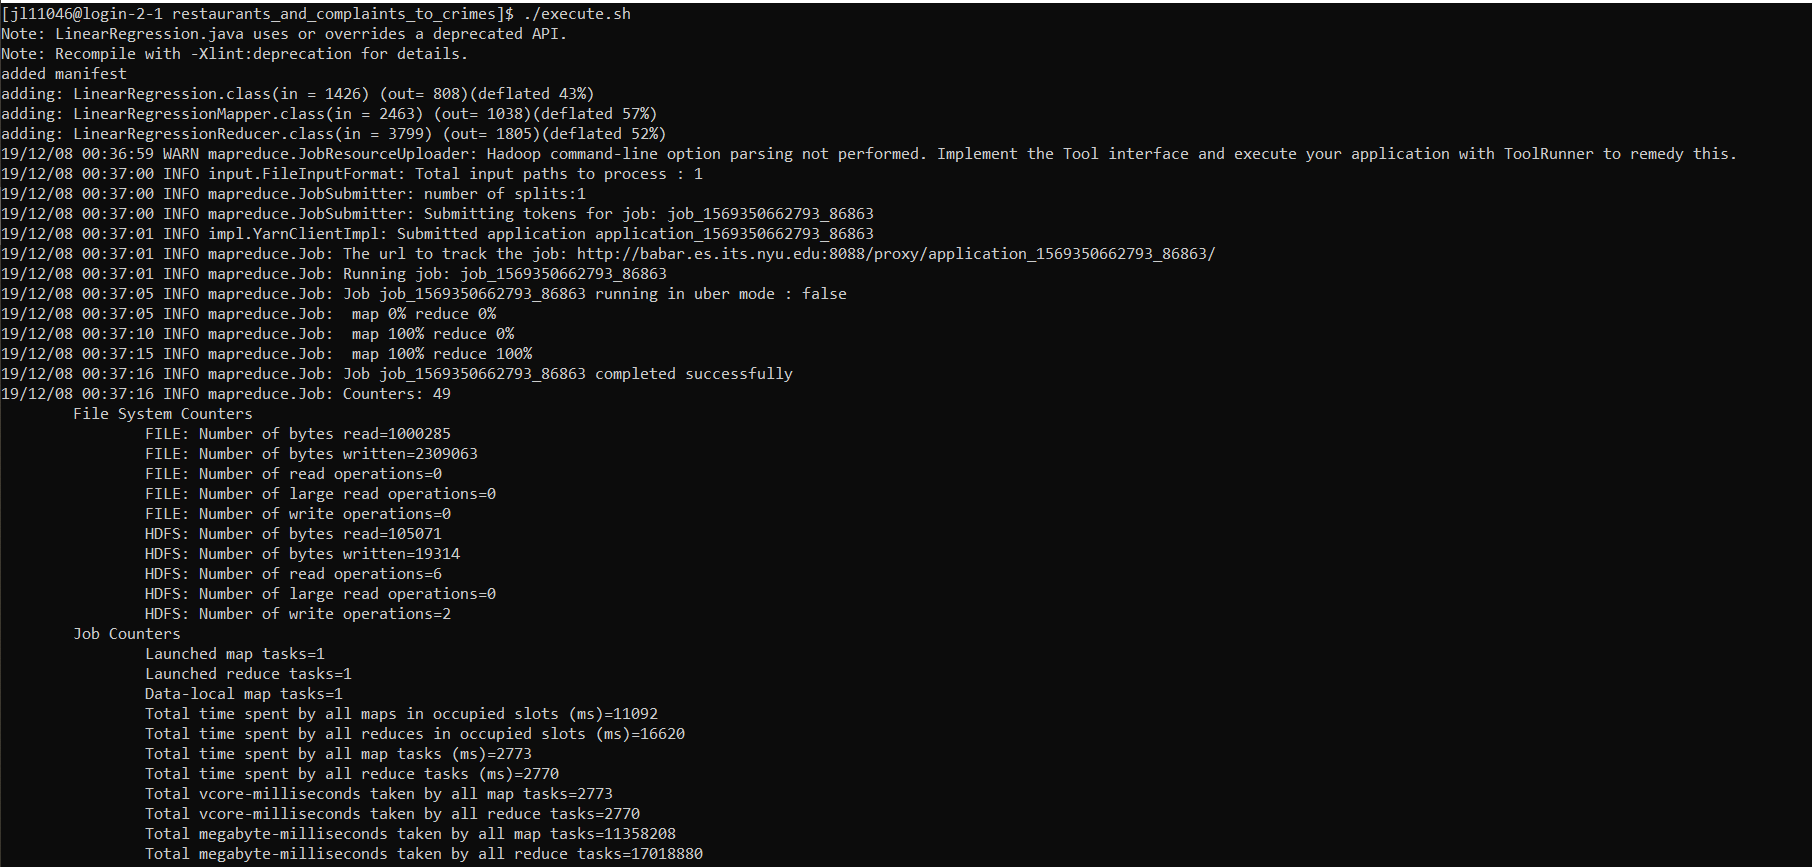 [jl11046@login-2-1 restaurants_and_complaints_to_crimes]$ ./execute.sh
Note: LinearRegression.java uses or overrides a deprecated API.
Note: Recompile with -Xlint:deprecation for details.
added manifest
adding: LinearRegression.class(in = 1426) (out= 808)(deflated 43%)
adding: LinearRegressionMapper.class(in = 2463) (out= 1038)(deflated 57%)
adding: LinearRegressionReducer.class(in = 3799) (out= 1805)(deflated 52%)
19/12/08 00:36:59 WARN mapreduce.JobResourceUploader: Hadoop command-line option parsing not performed. Implement the Tool interface and execute your application with ToolRunner to remedy this.
19/12/08 00:37:00 INFO input.FileInputFormat: Total input paths to process : 1
19/12/08 00:37:00 INFO mapreduce.JobSubmitter: number of splits:1
19/12/08 00:37:00 INFO mapreduce.JobSubmitter: Submitting tokens for job: job_1569350662793_86863
19/12/08 00:37:01 INFO impl.YarnClientImpl: Submitted application application_1569350662793_86863
19/12/08 00:37:01 INFO mapreduce.Job: The url to track the job: http://babar.es.its.nyu.edu:8088/proxy/application_1569350662793_86863/
19/12/08 00:37:01 INFO mapreduce.Job: Running job: job_1569350662793_86863
19/12/08 00:37:05 INFO mapreduce.Job: Job job_1569350662793_86863 running in uber mode : false
19/12/08 00:37:05 INFO mapreduce.Job:  map 0% reduce 0%
19/12/08 00:37:10 INFO mapreduce.Job:  map 100% reduce 0%
19/12/08 00:37:15 INFO mapreduce.Job:  map 100% reduce 100%
19/12/08 00:37:16 INFO mapreduce.Job: Job job_1569350662793_86863 completed successfully
19/12/08 00:37:16 INFO mapreduce.Job: Counters: 49
File System Counters
FILE: Number of bytes read=1000285
FILE: Number of bytes written=2309063
FILE: Number of read operations=0
FILE: Number of large read operations=0
FILE: Number of write operations=0
HDFS: Number of bytes read=105071
HDFS: Number of bytes written=19314
HDFS: Number of read operations=6
HDFS: Number of large read operations=0
HDFS: Number of write operations=2
Job Counters
Launched map tasks=1
Launched reduce tasks=1
Data-local map tasks=1
Total time spent by all maps in occupied slots (ms)=11092
Total time spent by all reduces in occupied slots (ms)=16620
Total time spent by all map tasks (ms)=2773
Total time spent by all reduce tasks (ms)=2770
Total vcore-milliseconds taken by all map tasks=2773
Total vcore-milliseconds taken by all reduce tasks=2770
Total megabyte-milliseconds taken by all map tasks=11358208
Total megabyte-milliseconds taken by all reduce tasks=17018880